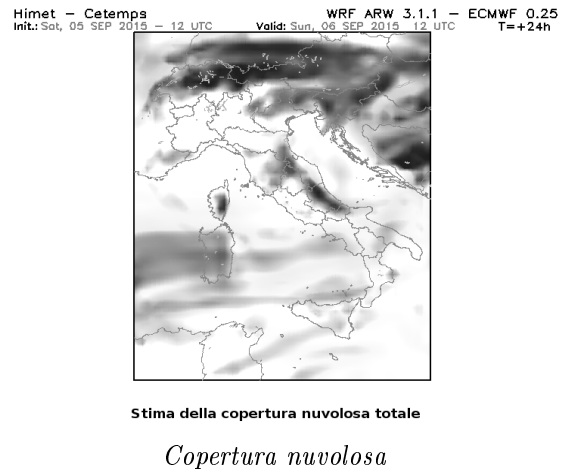 Himet – Cetemps WRF ARW 3.1.1 – ECMWF 0.25
Init.: Sat, 05 SEP 2015 – 12 UTC Valid: Sun, 06 SEP 2015 12 UTC T=+24h
Stima della copertura nuvolosa totale
Copertura nuvolosa